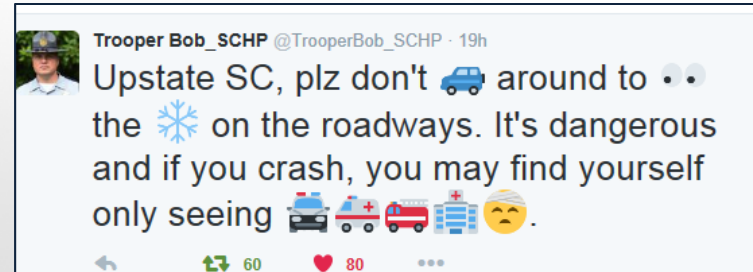 Trooper Bob_SCHP @TrooperBob_SCHP · 19h
Upstate SC, plz don't 🚙 around to 👀
the ❄️ on the roadways. It's dangerous
and if you crash, you may find yourself
only seeing 🚔🚑🚒🏥🤕.
60 80